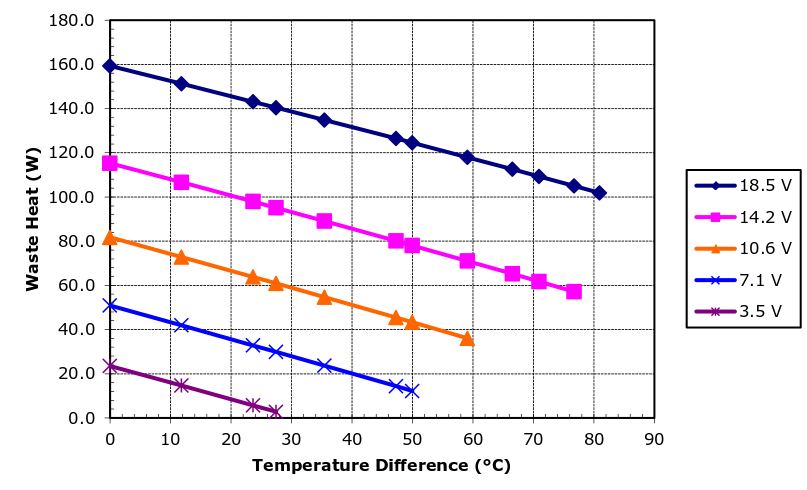 180.0
160.0
140.0
120.0
100.0
80.0
60.0
40.0
20.0
0.0
Waste Heat (W)
0 10 20 30 40 50 60 70 80 90
Temperature Difference (°C)
18.5 V
14.2 V
10.6 V
7.1 V
3.5 V